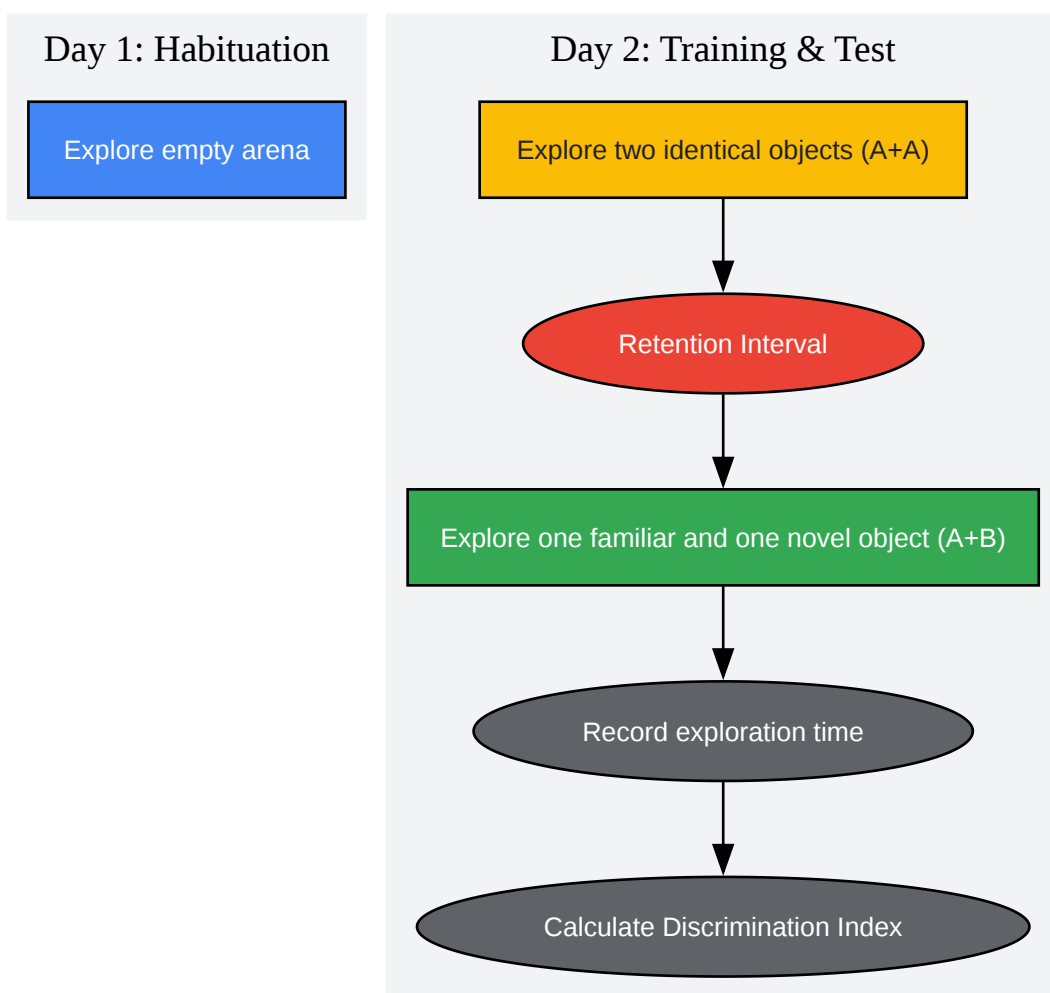 Day 1: Habituation
Explore empty arena
Day 2: Training & Test
Explore two identical objects (A+A)
Retention Interval
Explore one familiar and one novel object (A+B)
Record exploration time
Calculate Discrimination Index